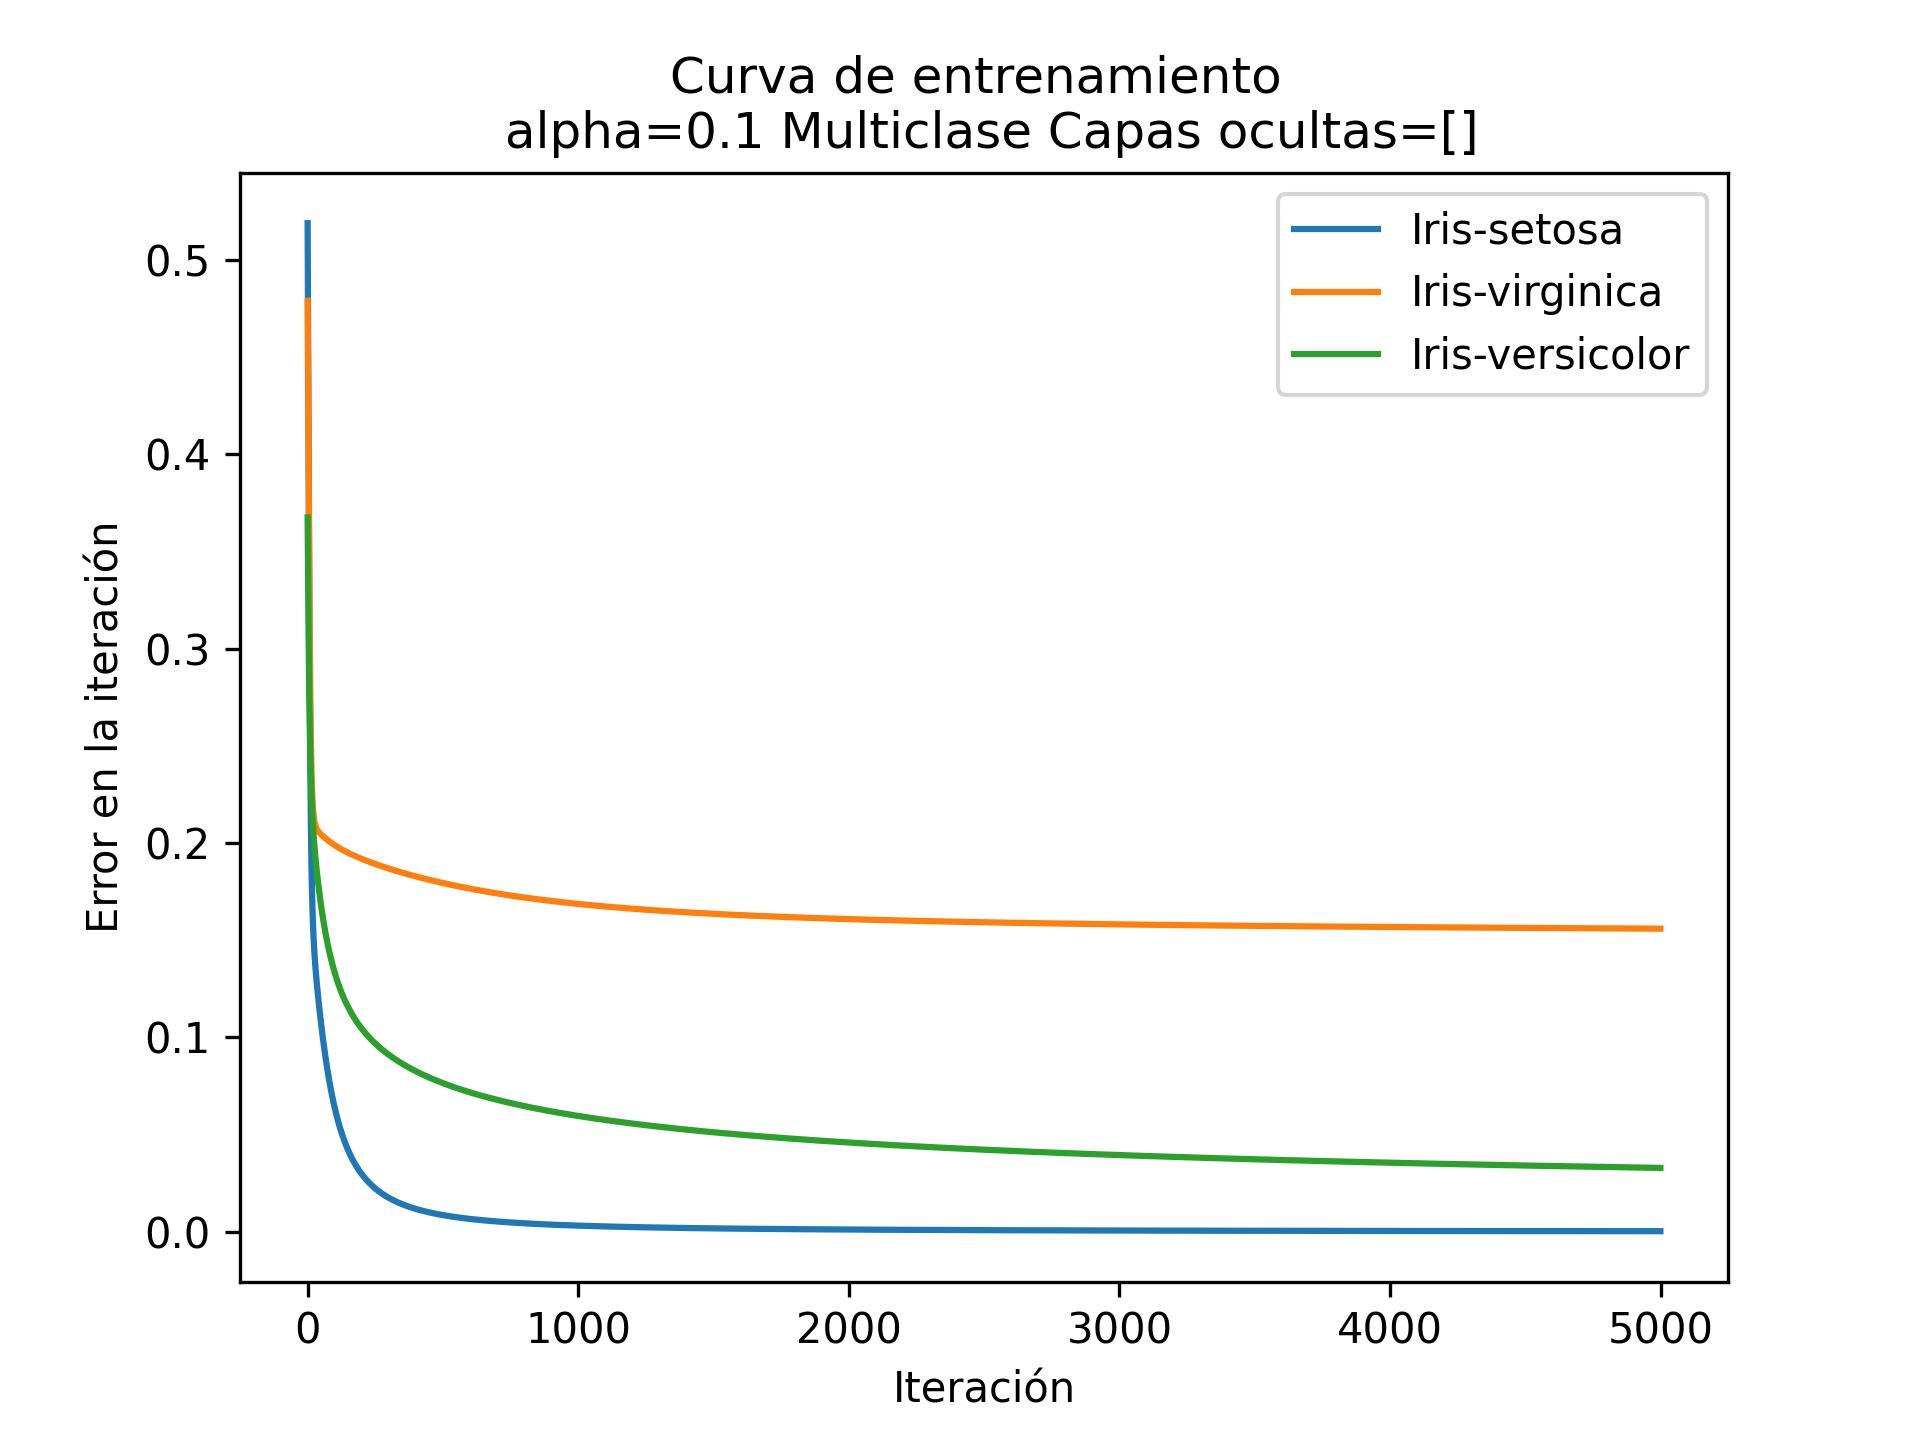 Curva de entrenamiento
alpha=0.1 Multiclase Capas ocultas=[]
Iris-setosa
Iris-virginica
Iris-versicolor
Error en la iteración
0.5
0.4
0.3
0.2
0.1
0.0
0 1000 2000 3000 4000 5000
Iteración